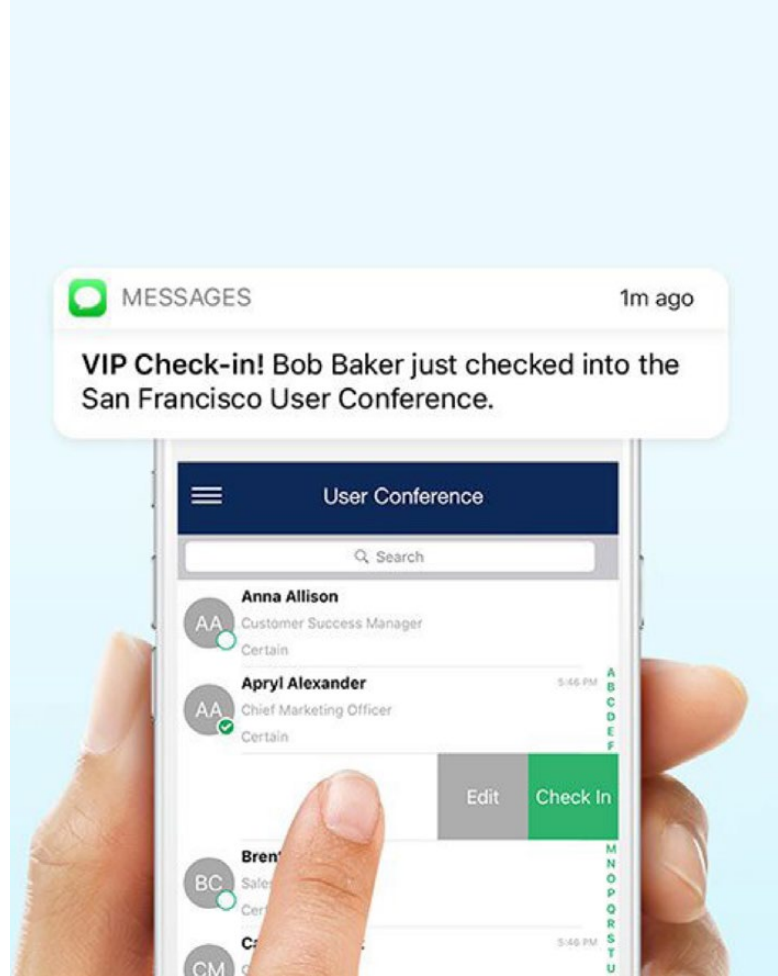 MESSAGES 1m ago
VIP Check-in! Bob Baker just checked into the
San Francisco User Conference.
User Conference
Search
Anna Allison
AA
Customer Success Manager
Certain
Apryl Alexander 5:46 PM
AA
Chief Marketing Officer
Certain
A
B
C
D
E
F
Edit Check In
M
N
O
P
Q
R
S
T
U
BC
5:46 PM
CM